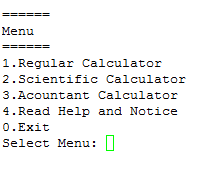 ======
Menu
======
1.Regular Calculator
2.Scientific Calculator
3.Acountant Calculator
4.Read Help and Notice
0.Exit
Select Menu: